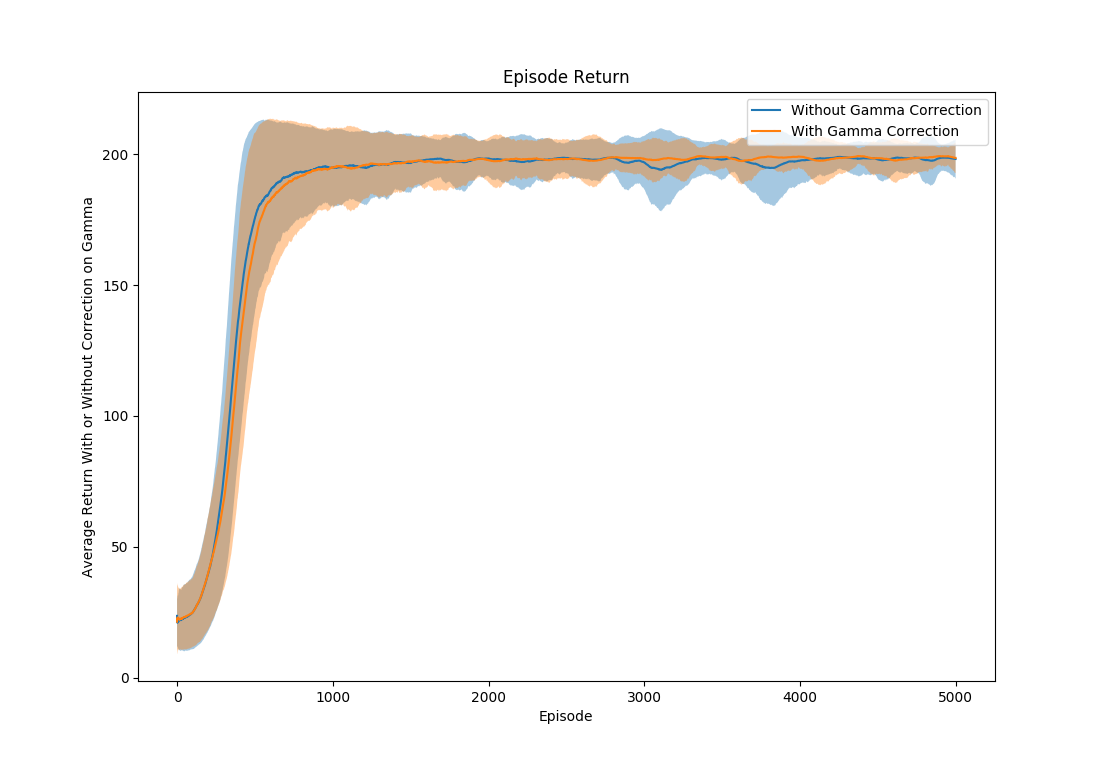 Episode Return
Without Gamma Correction
With Gamma Correction
Average Return With or Without Correction on Gamma
200
150
100
50
0
0 1000 2000 3000 4000 5000
Episode